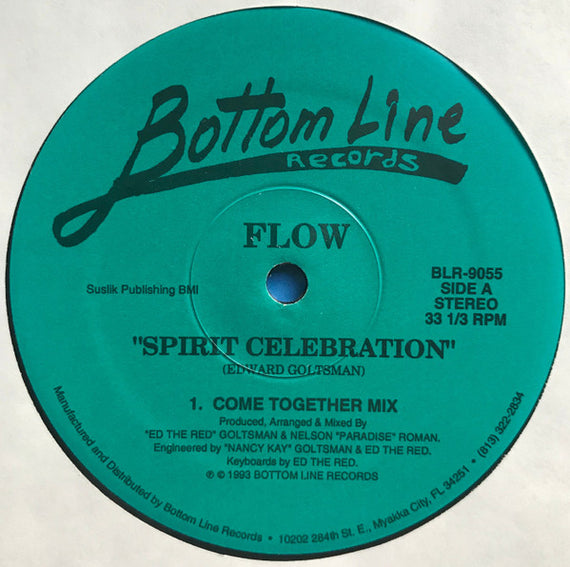 Bottom Line
Records
FLOW
Suslik Publishing BMI
BLR-9055
SIDE A
STEREO
33 1/3 RPM
"SPIRIT CELEBRATION"
(EDWARD GOLTSMAN)
1. COME TOGETHER MIX
Produced, Arranged & Mixed By
"ED THE RED" GOLTSMAN & NELSON "PARADISE" ROMAN.
Engineered by "NANCY KAY" GOLTSMAN & ED THE RED.
Keyboards by ED THE RED.
℗ © 1993 BOTTOM LINE RECORDS
Manufactured and Distributed by Bottom Line Records • 10202 284th St. E., Myakka City, FL 34251 • (813) 322-2834